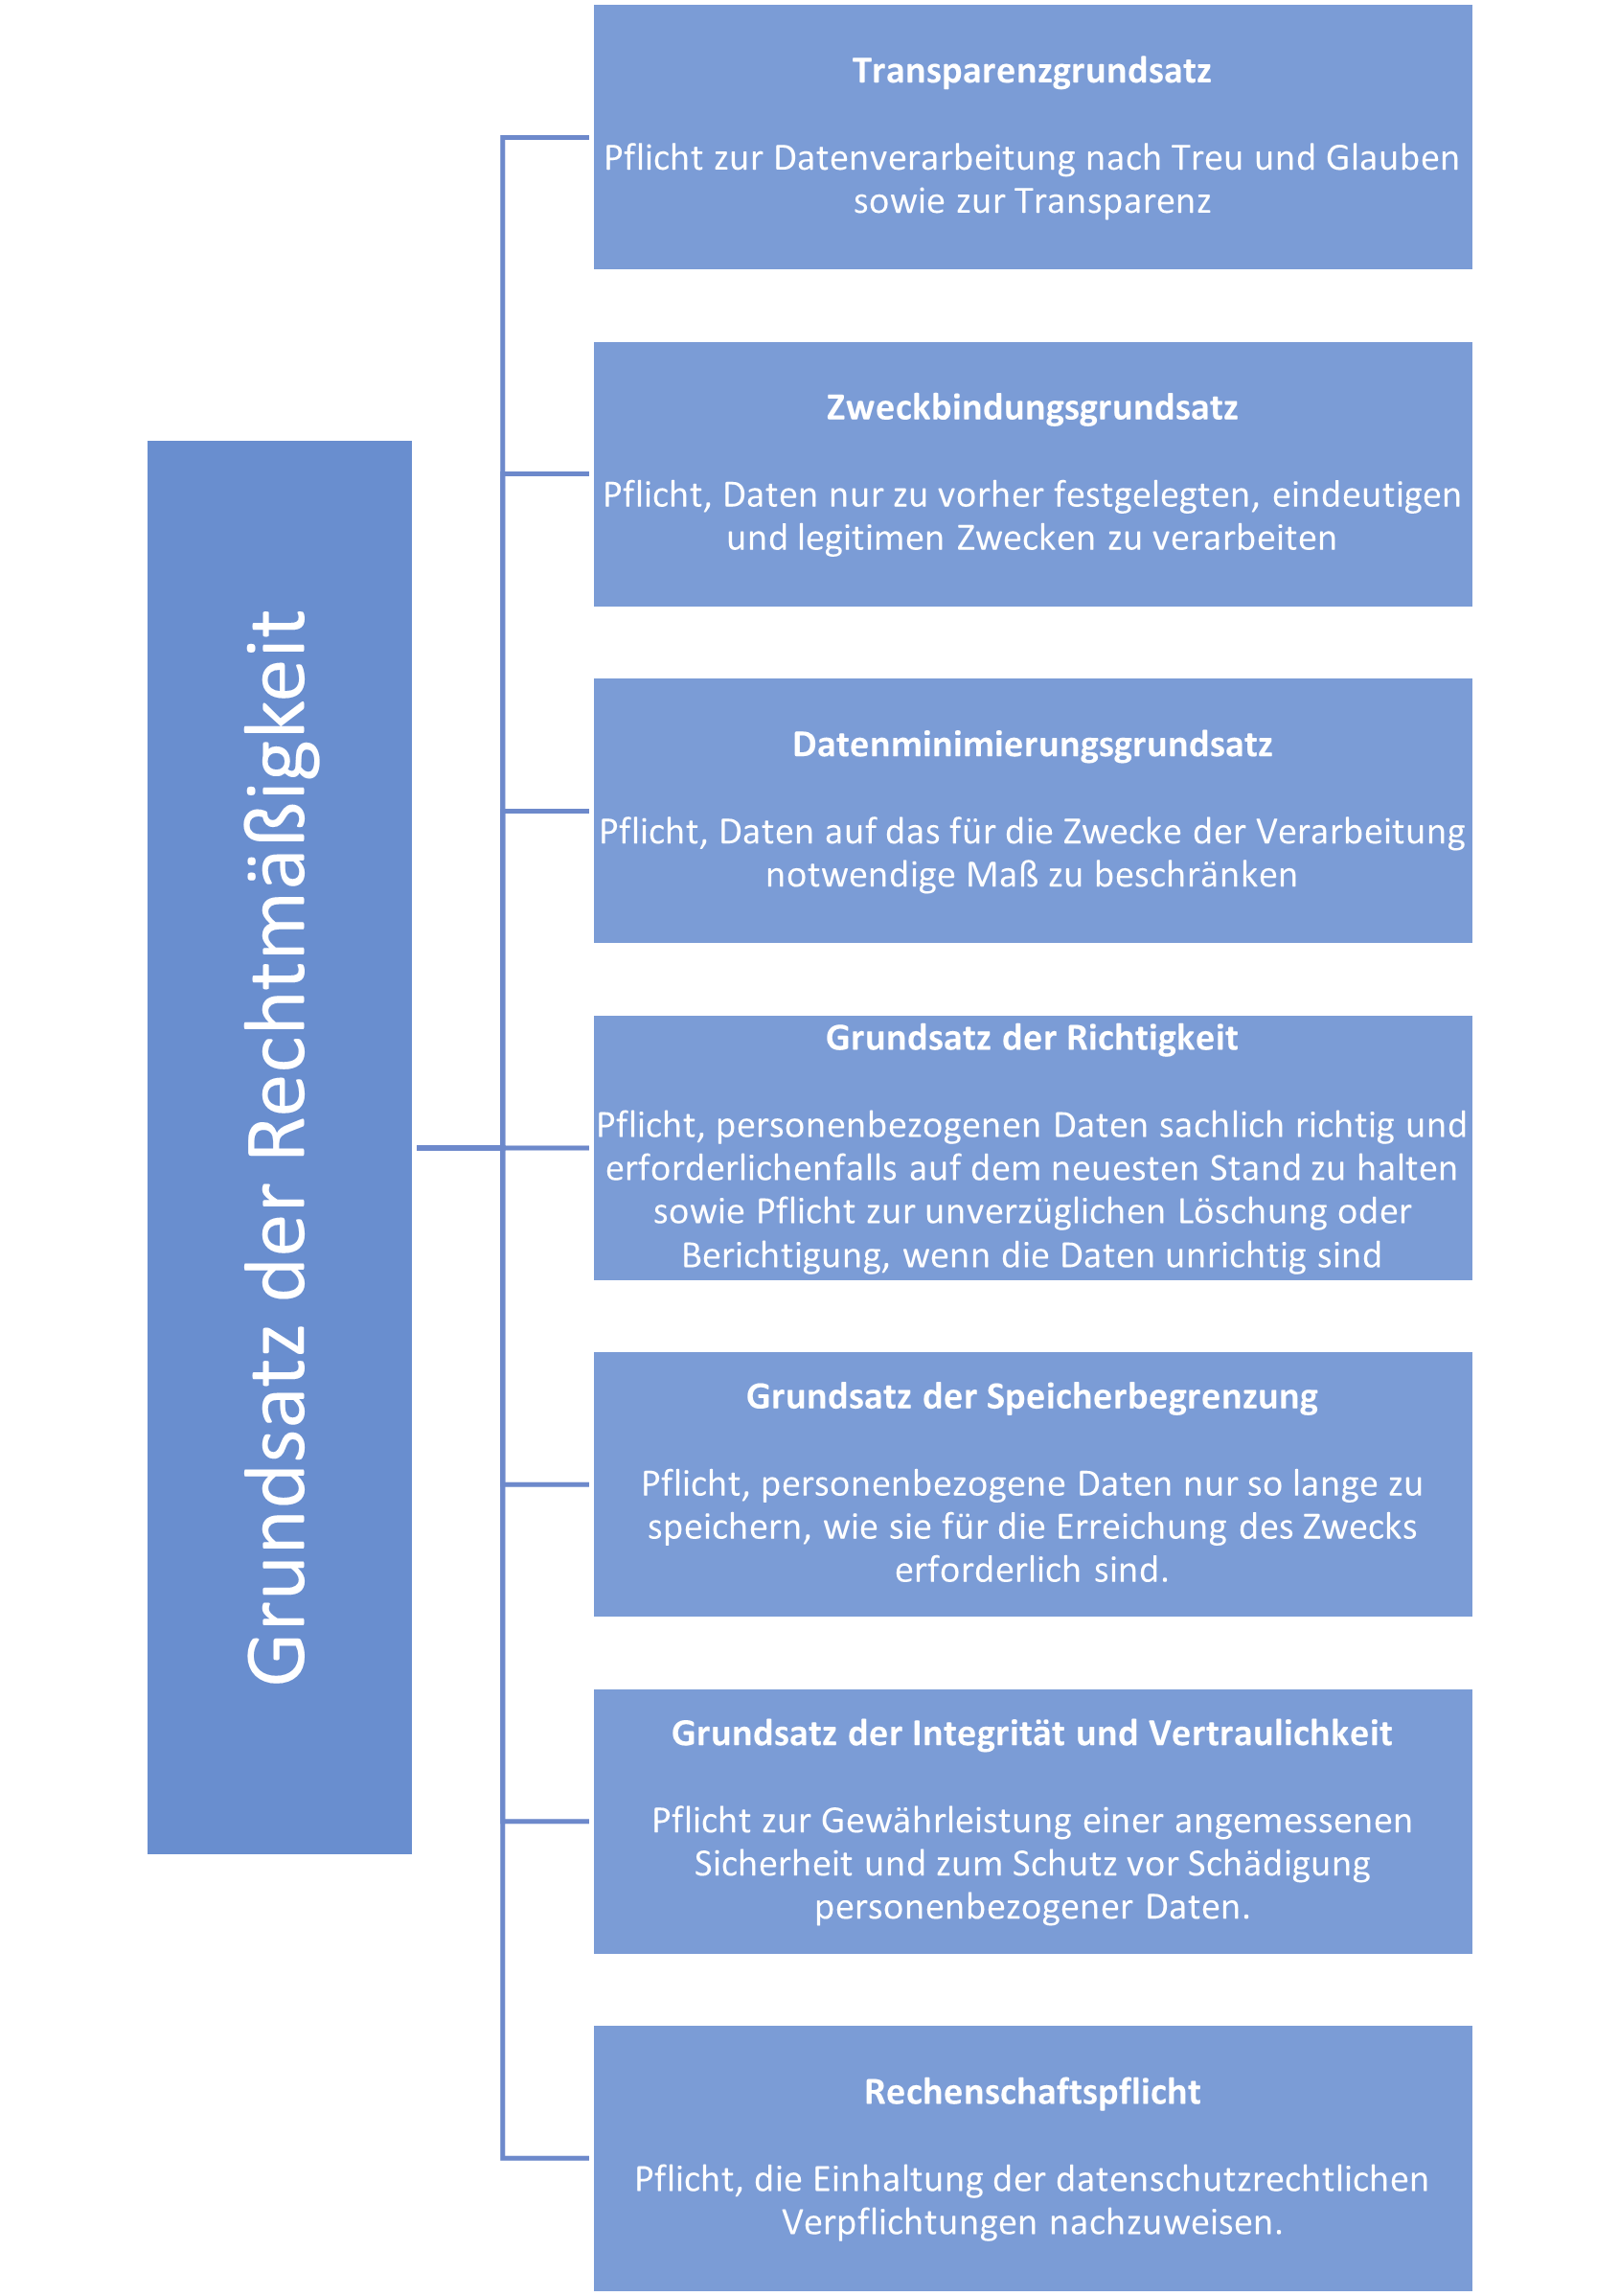 Grundsatz der Rechtmäßigkeit
Transparenzgrundsatz
Pflicht zur Datenverarbeitung nach Treu und Glauben
sowie zur Transparenz
Zweckbindungsgrundsatz
Pflicht, Daten nur zu vorher festgelegten, eindeutigen
und legitimen Zwecken zu verarbeiten
Datenminimierungsgrundsatz
Pflicht, Daten auf das für die Zwecke der Verarbeitung
notwendige Maß zu beschränken
Grundsatz der Richtigkeit
Pflicht, personenbezogenen Daten sachlich richtig und
erforderlichenfalls auf dem neuesten Stand zu halten
sowie Pflicht zur unverzüglichen Löschung oder
Berichtigung, wenn die Daten unrichtig sind
Grundsatz der Speicherbegrenzung
Pflicht, personenbezogene Daten nur so lange zu
speichern, wie sie für die Erreichung des Zwecks
erforderlich sind.
Grundsatz der Integrität und Vertraulichkeit
Pflicht zur Gewährleistung einer angemessenen
Sicherheit und zum Schutz vor Schädigung
personenbezogener Daten.
Rechenschaftspflicht
Pflicht, die Einhaltung der datenschutzrechtlichen
Verpflichtungen nachzuweisen.